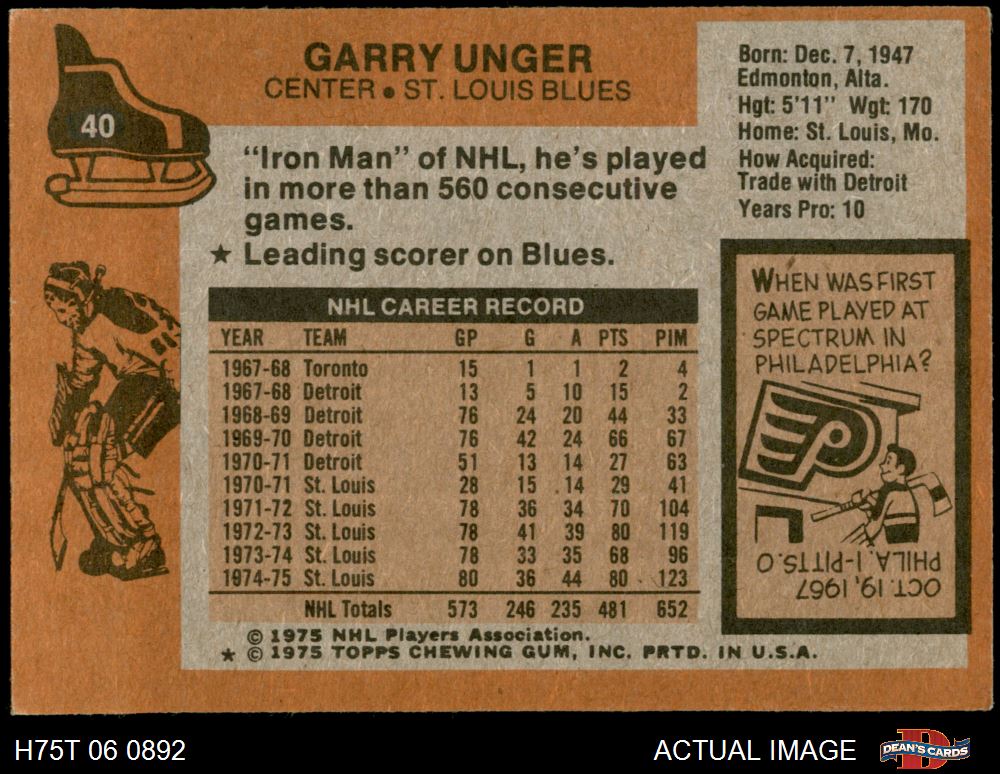 GARRY UNGER
CENTER • ST. LOUIS BLUES
40
"Iron Man" of NHL, he's played
in more than 560 consecutive
games.
★ Leading scorer on Blues.
Born: Dec. 7, 1947
Edmonton, Alta.
Hgt: 5'11" Wgt: 170
Home: St. Louis, Mo.
How Acquired:
Trade with Detroit
Years Pro: 10
NHL CAREER RECORD
YEAR TEAM GP G A PTS PIM
1967-68 Toronto 15 1 1 2 4
1967-68 Detroit 13 5 10 15 2
1968-69 Detroit 76 24 20 44 33
1969-70 Detroit 76 42 24 66 67
1970-71 Detroit 51 13 14 27 63
1970-71 St. Louis 28 15 14 29 41
1971-72 St. Louis 78 36 34 70 104
1972-73 St. Louis 78 41 39 80 119
1973-74 St. Louis 78 33 35 68 96
1974-75 St. Louis 80 36 44 80 123
NHL Totals 573 246 235 481 652
WHEN WAS FIRST
GAME PLAYED AT
SPECTRUM IN
PHILADELPHIA?
P
OCT. 19, 1967
PHILA. 1-PITTS. 0
© 1975 NHL Players Association.
★ © 1975 TOPPS CHEWING GUM, INC. PRTD. IN U.S.A.
H75T 06 0892
ACTUAL IMAGE
DEAN'S CARDS